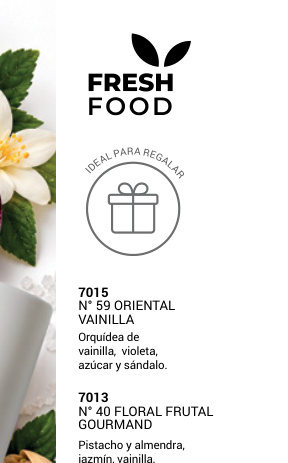 FRESH
FOOD
IDEAL PARA REGALAR
7015
N° 59 ORIENTAL
VAINILLA
Orquídea de
vainilla, violeta,
azúcar y sándalo.
7013
N° 40 FLORAL FRUTAL
GOURMAND
Pistacho y almendra,
jazmín, vainilla,